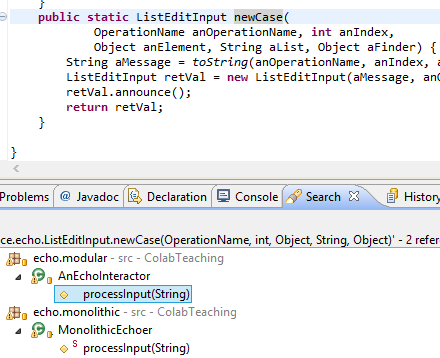 }
public static ListEditInput newCase(
OperationName anOperationName, int anIndex,
Object anElement, String aList, Object aFinder) {
String aMessage = toString(anOperationName, anIndex, a
ListEditInput retVal = new ListEditInput(aMessage, anO
retVal.announce();
return retVal;
}
}
Problems @ Javadoc Declaration Console Search History
ce.echo.ListEditInput.newCase(OperationName, int, Object, String, Object)' - 2 refere
echo.modular - src - ColabTeaching
AnEchoInteractor
processInput(String)
echo.monolithic - src - ColabTeaching
MonolithicEchoer
S processInput(String)